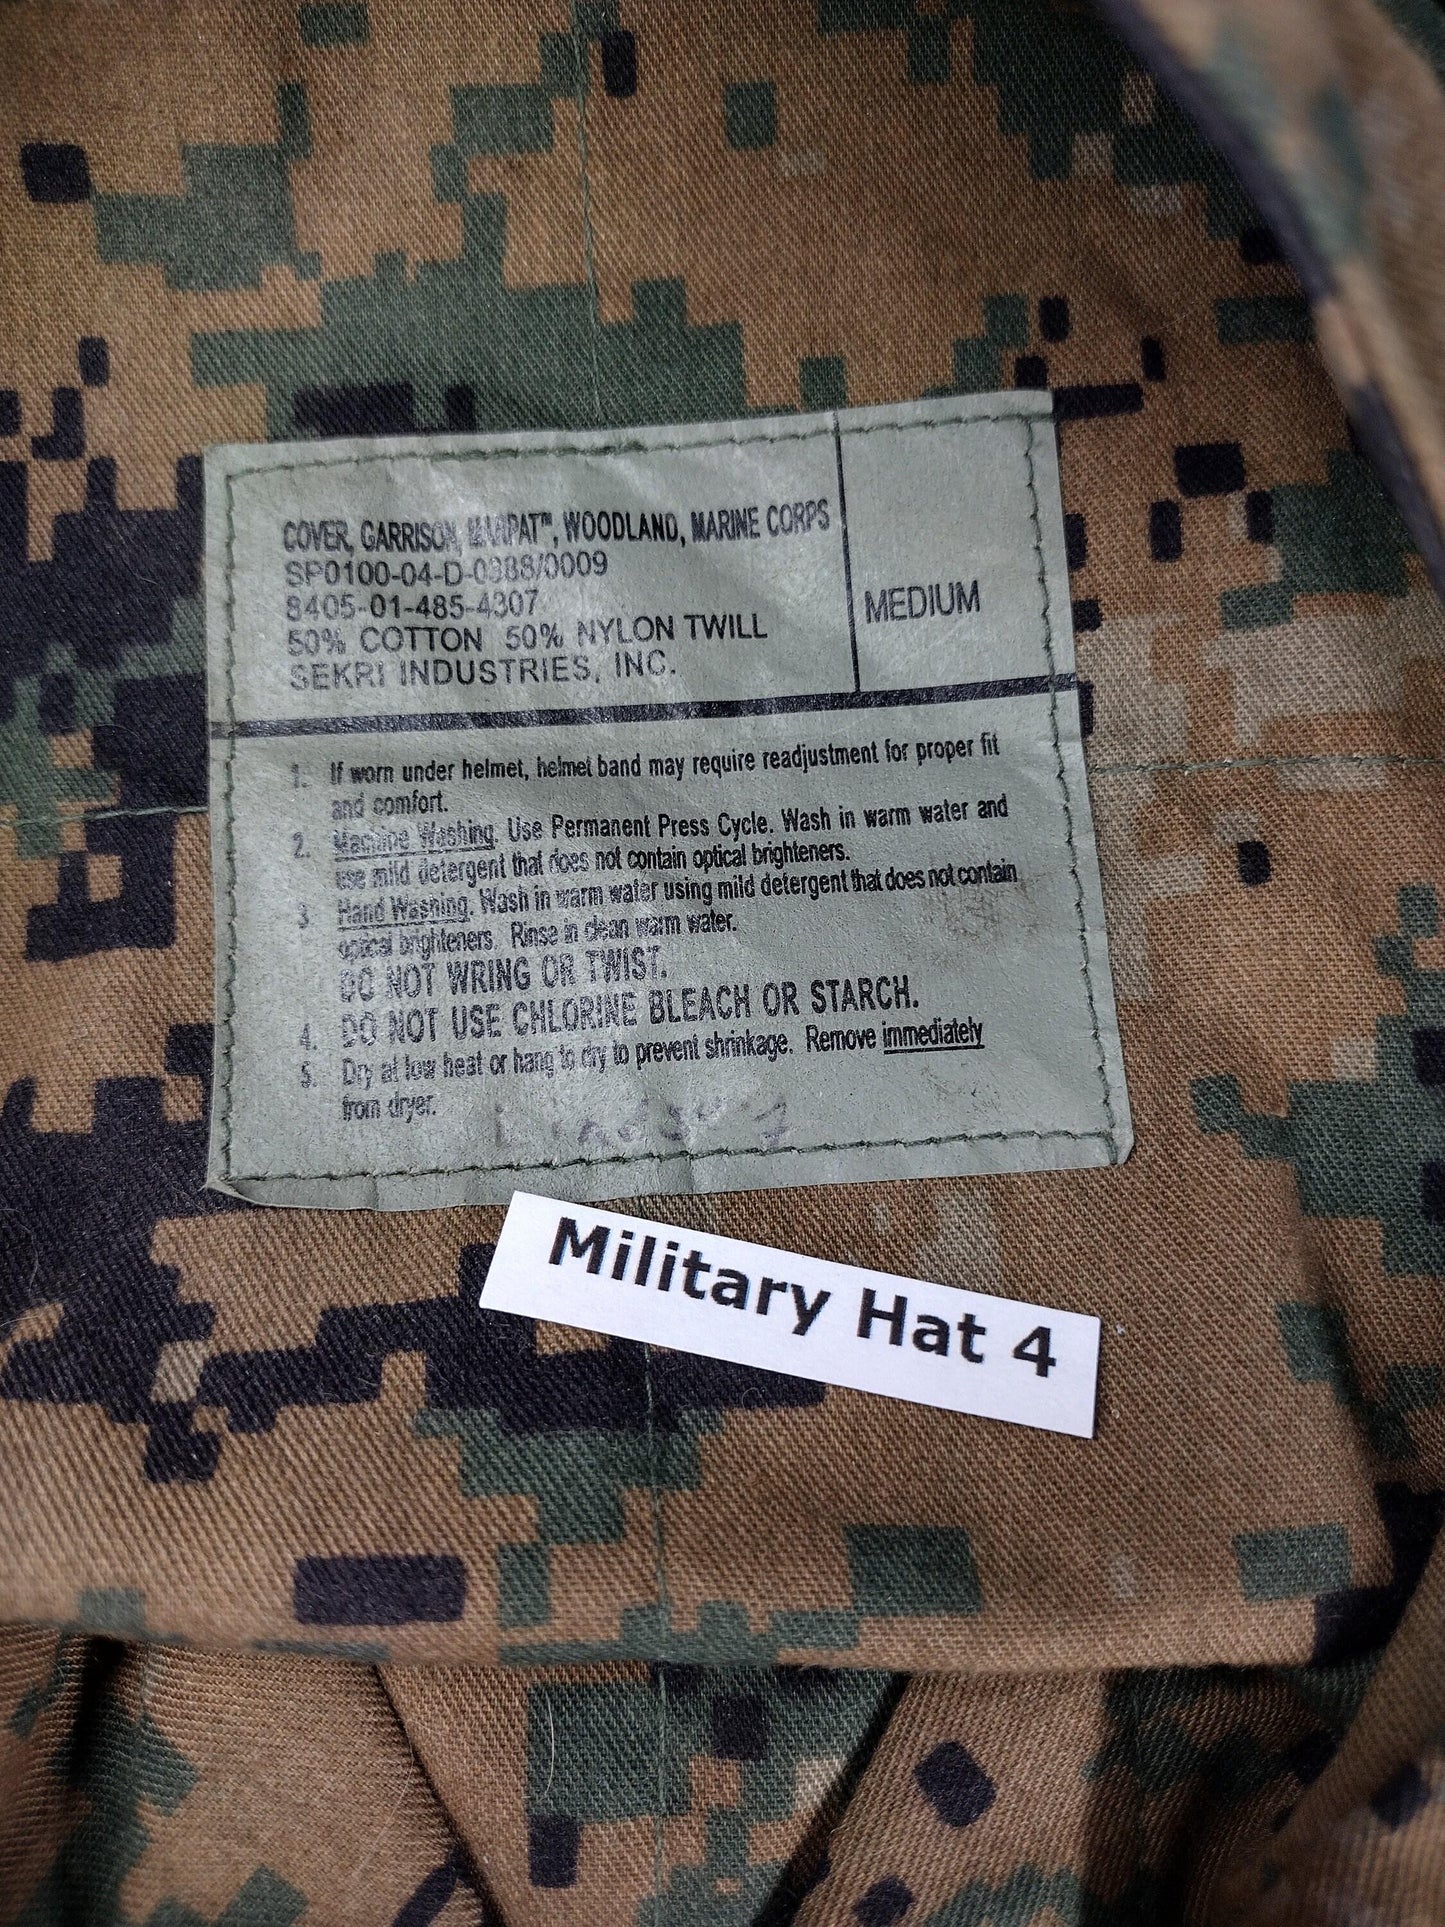 COVER, GARRISON, MARPAT™, WOODLAND, MARINE CORPS
SP0100-04-D-0388/0009
8405-01-485-4307
50% COTTON 50% NYLON TWILL
SEKRI INDUSTRIES, INC.
MEDIUM
1. If worn under helmet, helmet band may require readjustment for proper fit
and comfort.
2. Machine Washing. Use Permanent Press Cycle. Wash in warm water and
use mild detergent that does not contain optical brighteners.
3. Hand Washing. Wash in warm water using mild detergent that does not contain
optical brighteners. Rinse in clean warm water.
DO NOT WRING OR TWIST.
4. DO NOT USE CHLORINE BLEACH OR STARCH.
5. Dry at low heat or hang to dry to prevent shrinkage. Remove immediately
from dryer.
Military Hat 4